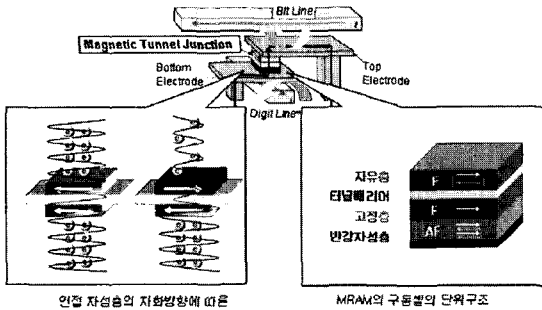 Bit Line
Magnetic Tunnel Junction
Bottom
Electrode
Top
Electrode
Digit Line
자유층
F
터널배리어
고정층
F
반강자성층
AF
인접 자성층의 자화방향에 따른
MRAM의 구동셀의 단위구조